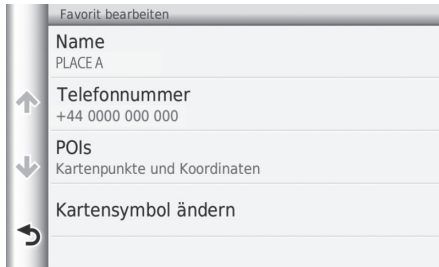 Favorit bearbeiten
Name
PLACE A
Telefonnummer
+44 0000 000 000
POIs
Kartenpunkte und Koordinaten
Kartensymbol ändern